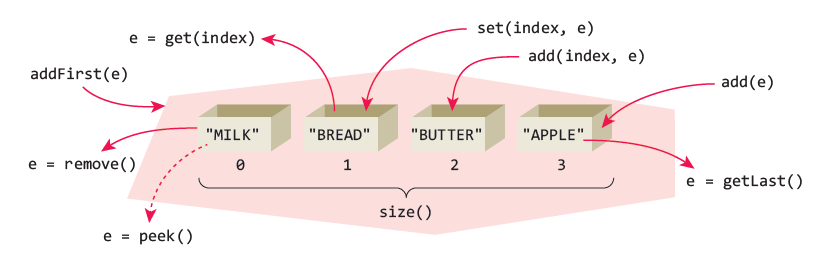 set(index, e)
e = get(index)
add(index, e)
addFirst(e)
add(e)
"MILK"
"BREAD"
"BUTTER"
"APPLE"
e = remove()
0
1
2
3
e = getLast()
size()
e = peek()